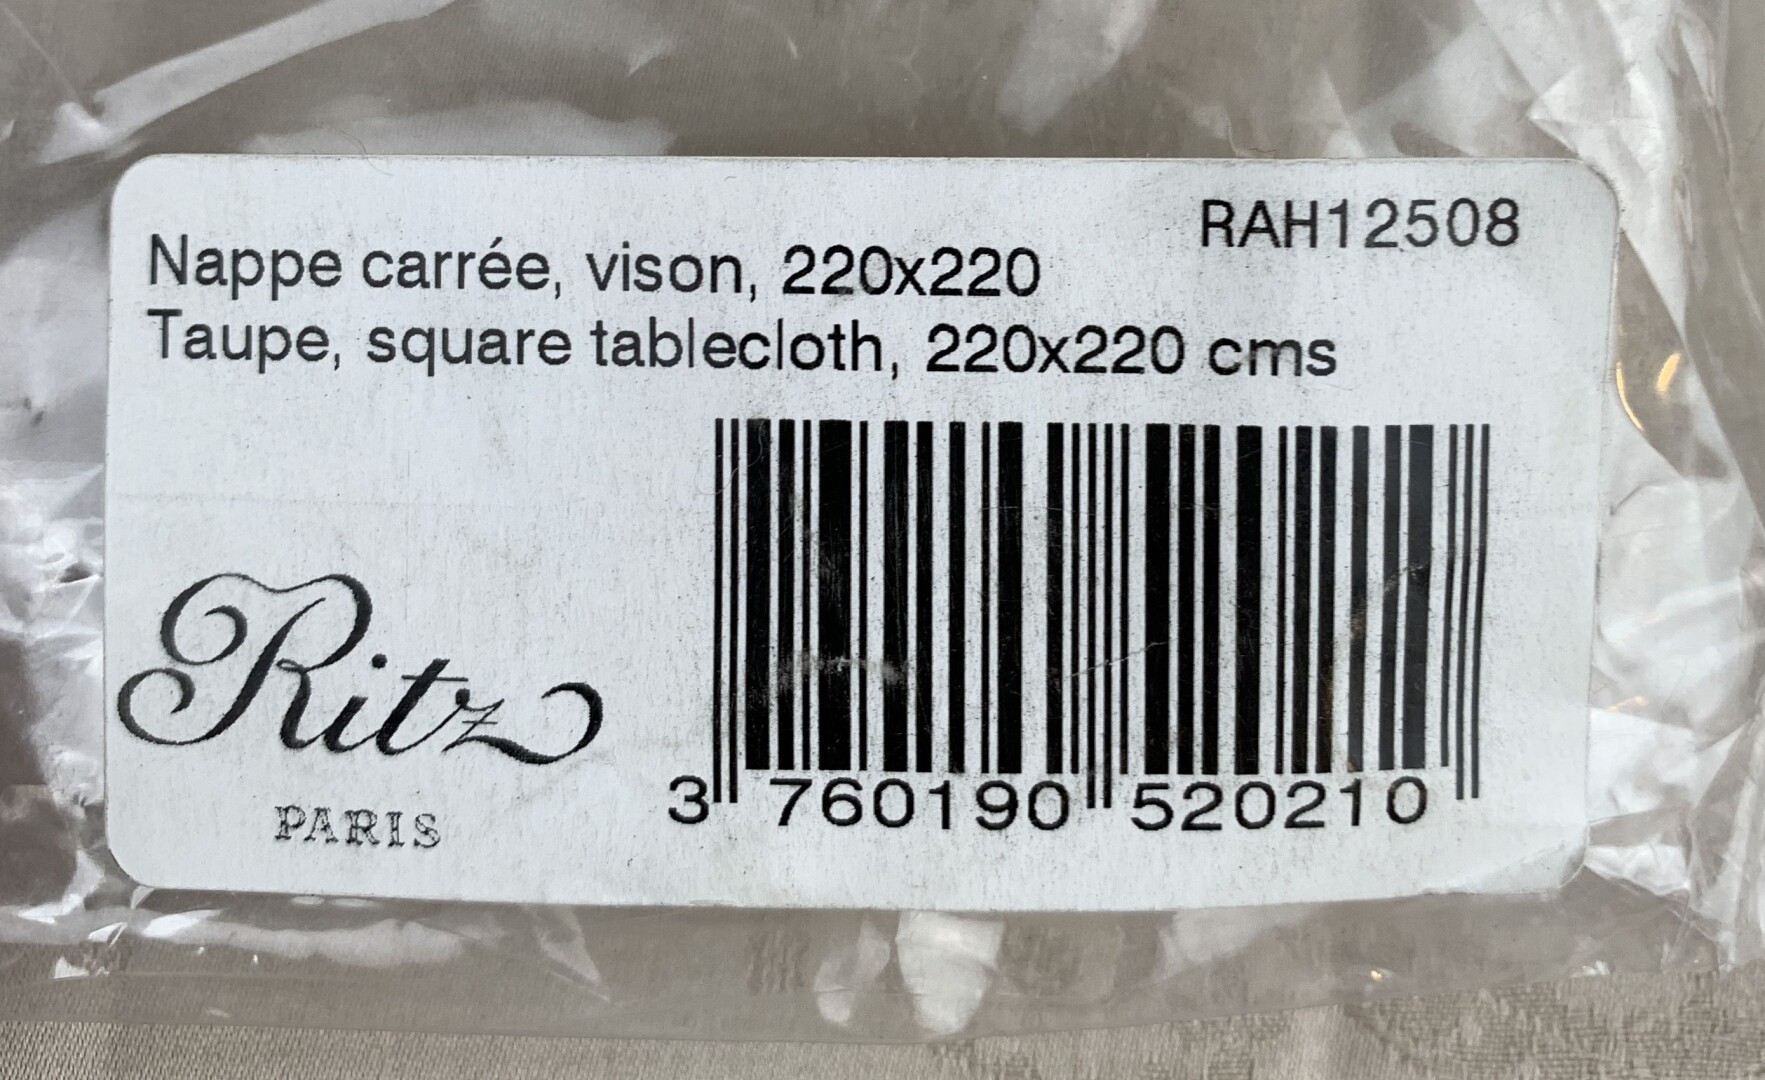 RAH12508
Nappe carrée, vison, 220x220
Taupe, square tablecloth, 220x220 cms
Ritz
PARIS
3 760190 520210